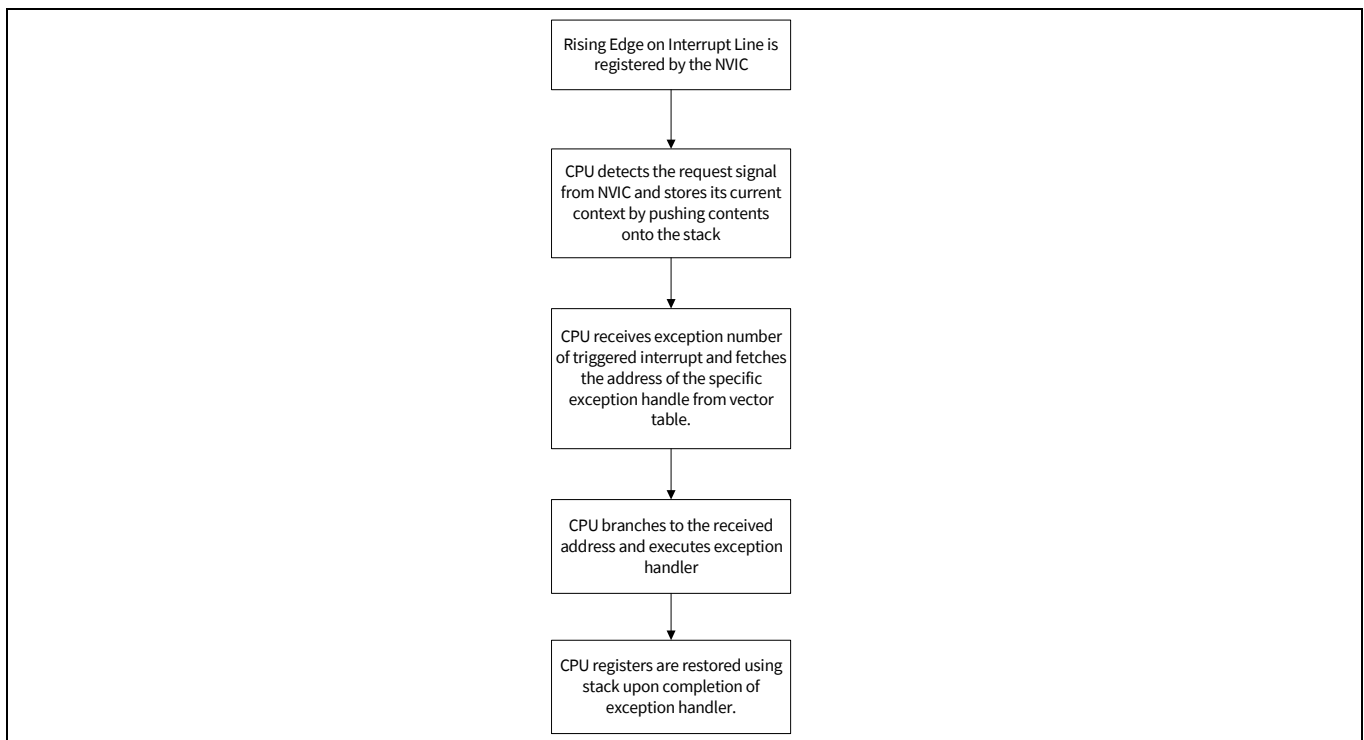 Rising Edge on Interrupt Line is
registered by the NVIC
CPU detects the request signal
from NVIC and stores its current
context by pushing contents
onto the stack
CPU receives exception number
of triggered interrupt and fetches
the address of the specific
exception handle from vector
table.
CPU branches to the received
address and executes exception
handler
CPU registers are restored using
stack upon completion of
exception handler.